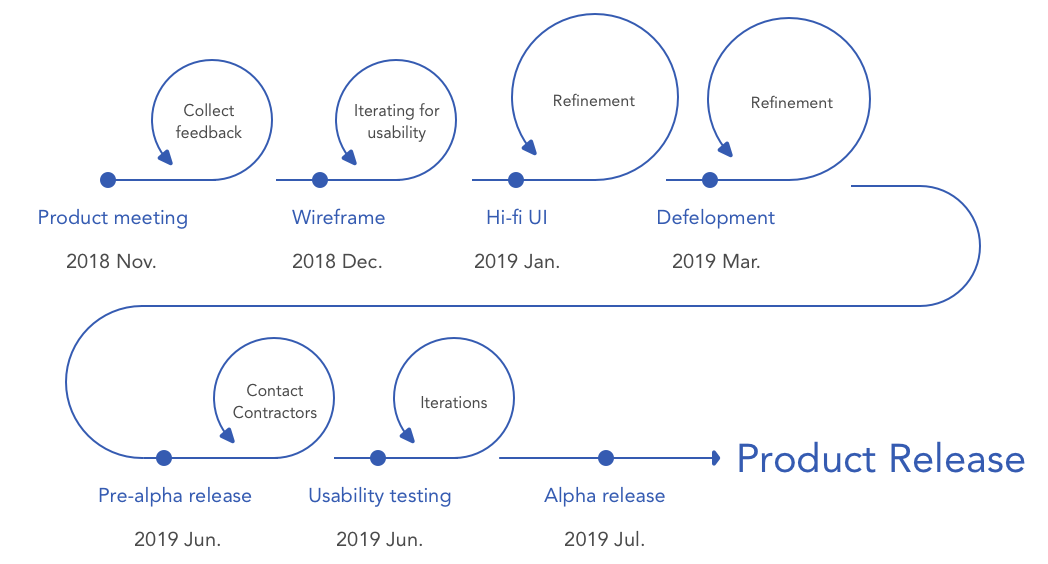 Collect
feedback
Iterating for
usability
Refinement
Refinement
Product meeting
Wireframe
Hi-fi UI
Defelopment
2018 Nov.
2018 Dec.
2019 Jan.
2019 Mar.
Contact
Contractors
Iterations
Product Release
Pre-alpha release
Usability testing
Alpha release
2019 Jun.
2019 Jun.
2019 Jul.